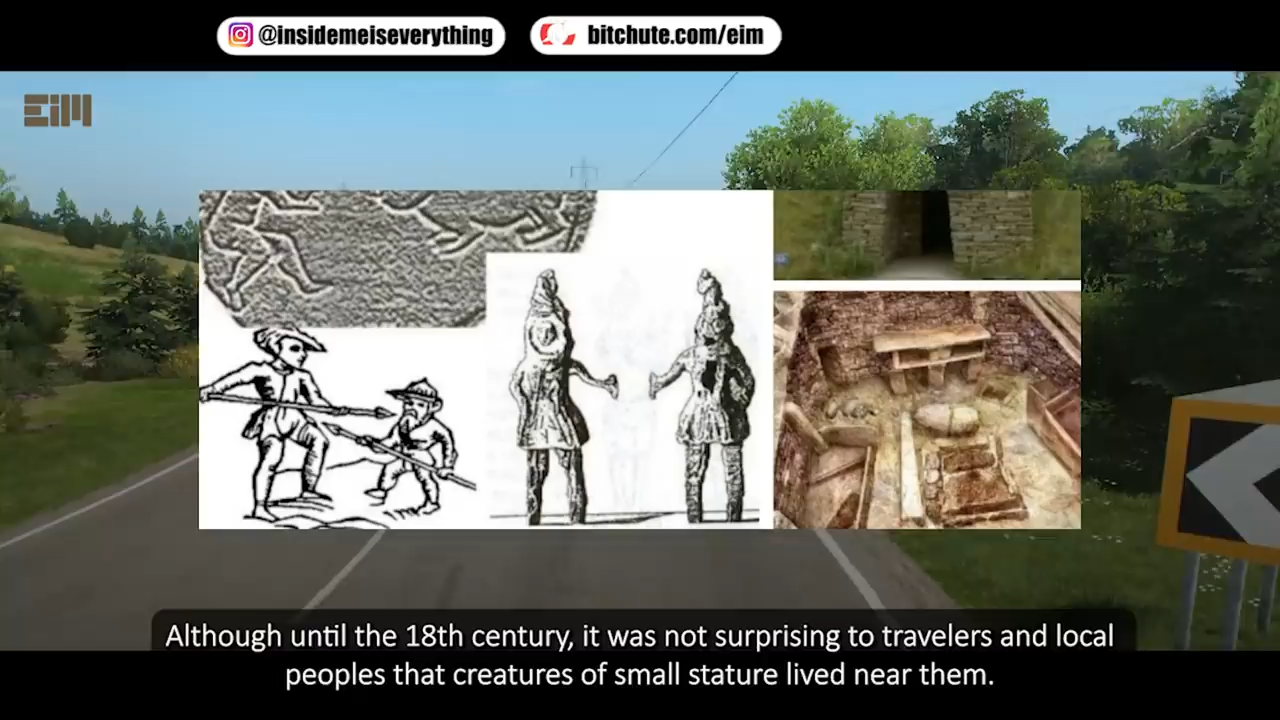 @insidemeiseverything
bitchute.com/eim
EiM
Although until the 18th century, it was not surprising to travelers and local
peoples that creatures of small stature lived near them.